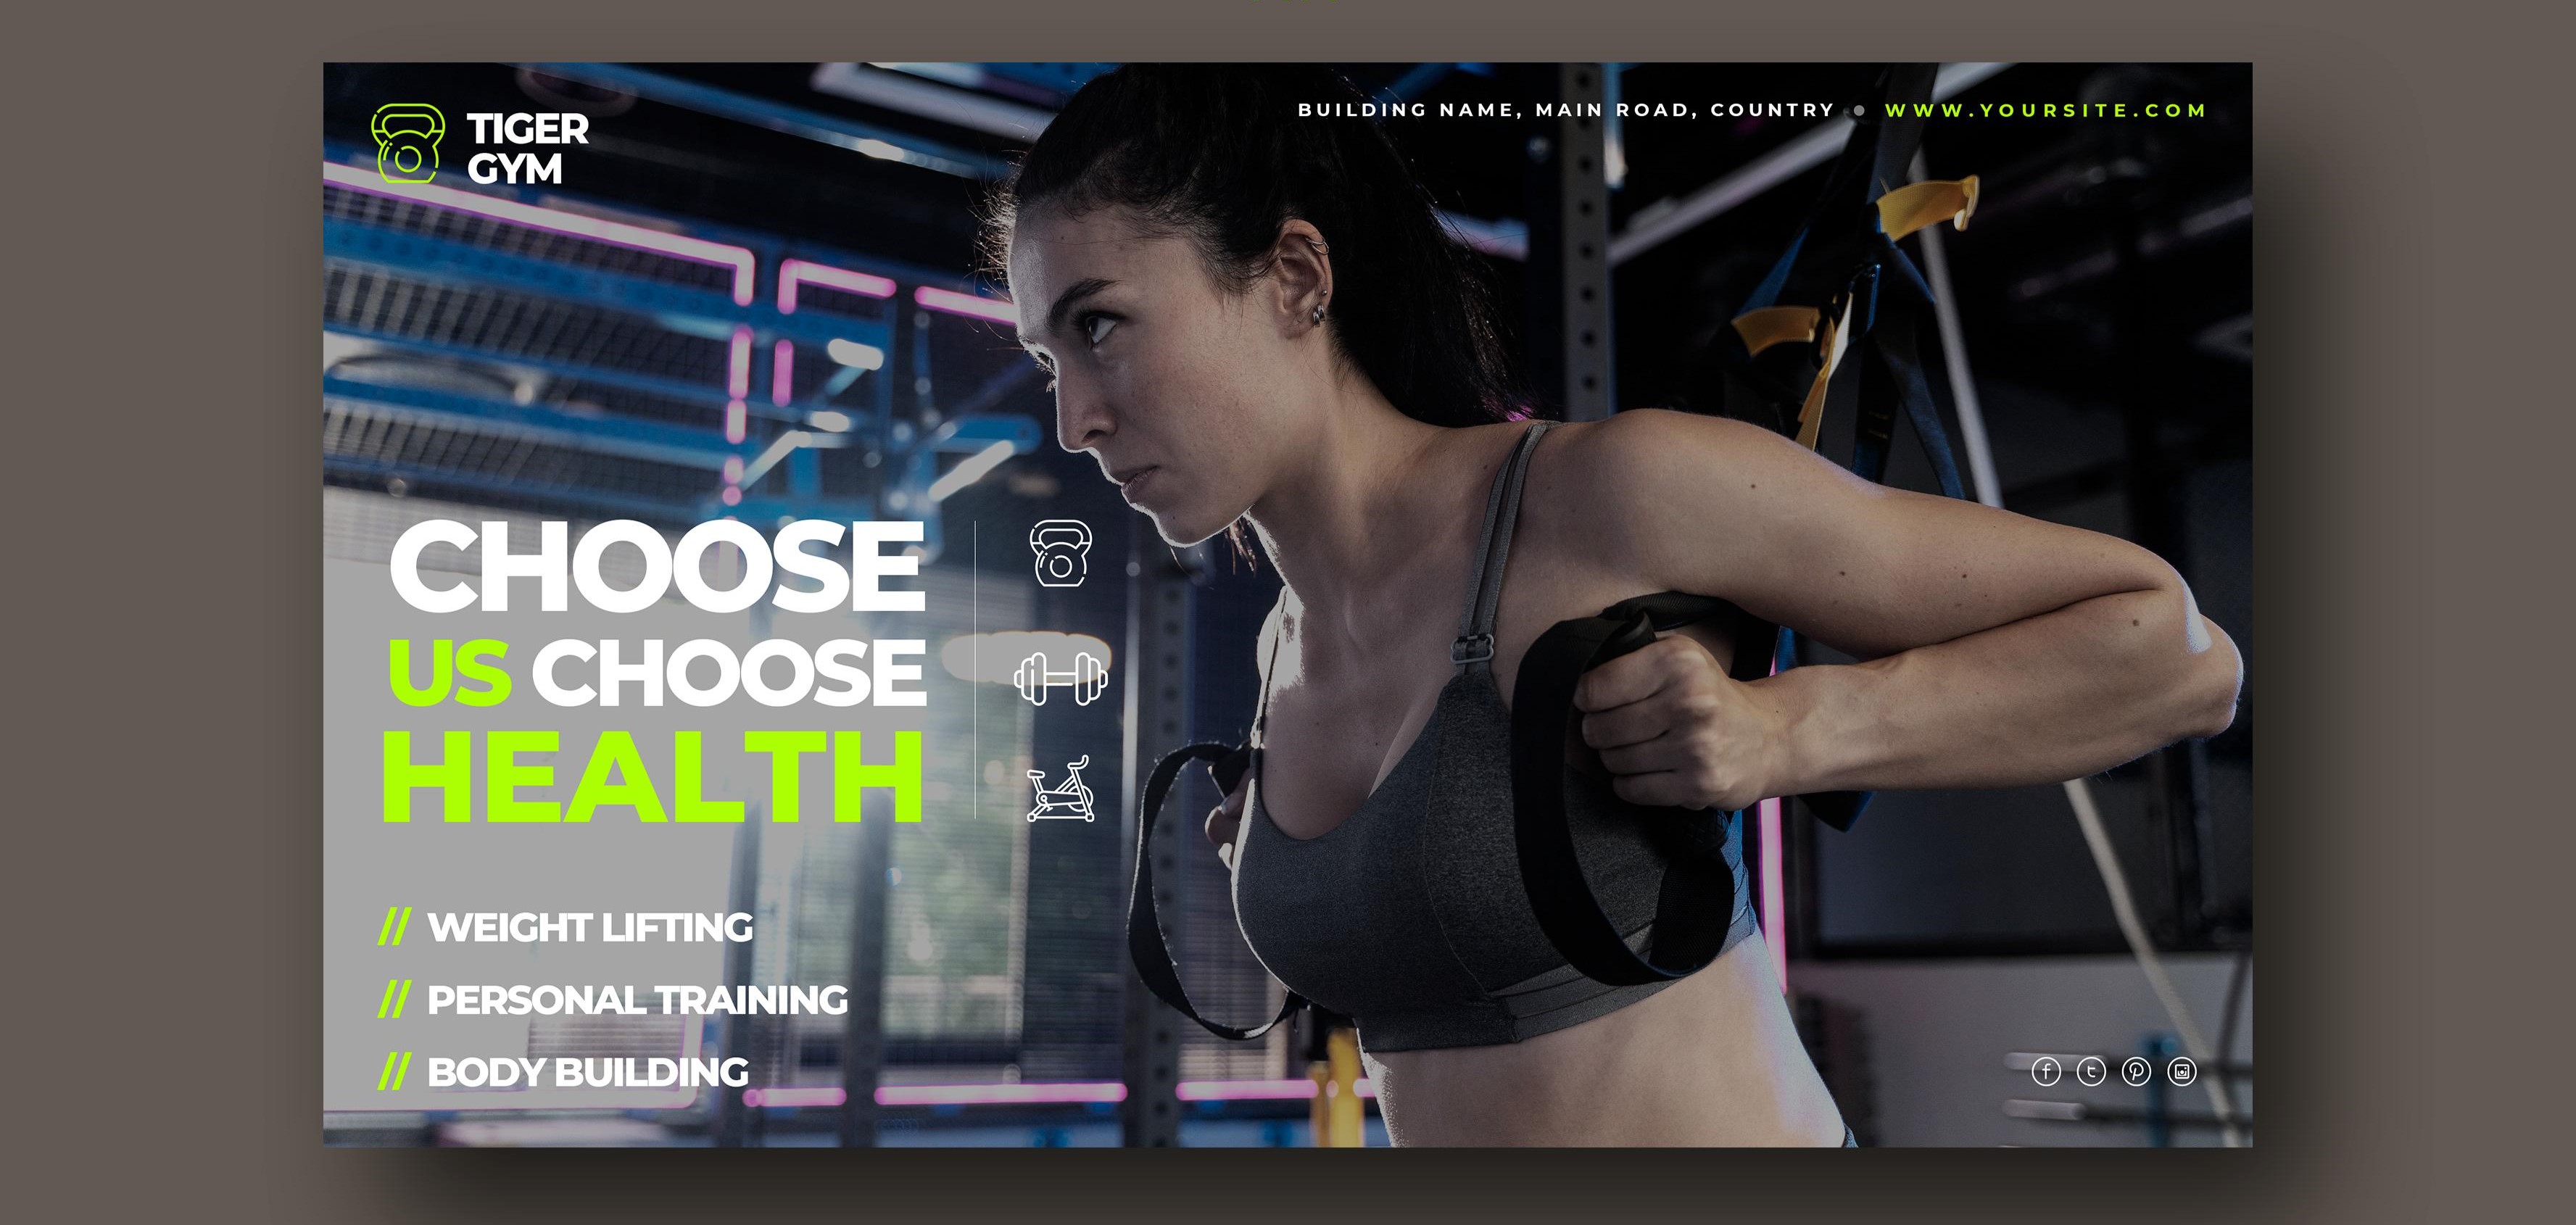 TIGER
GYM
BUILDING NAME, MAIN ROAD, COUNTRY ● WWW.YOURSITE.COM
CHOOSE
US CHOOSE
HEALTH
// WEIGHT LIFTING
// PERSONAL TRAINING
// BODY BUILDING